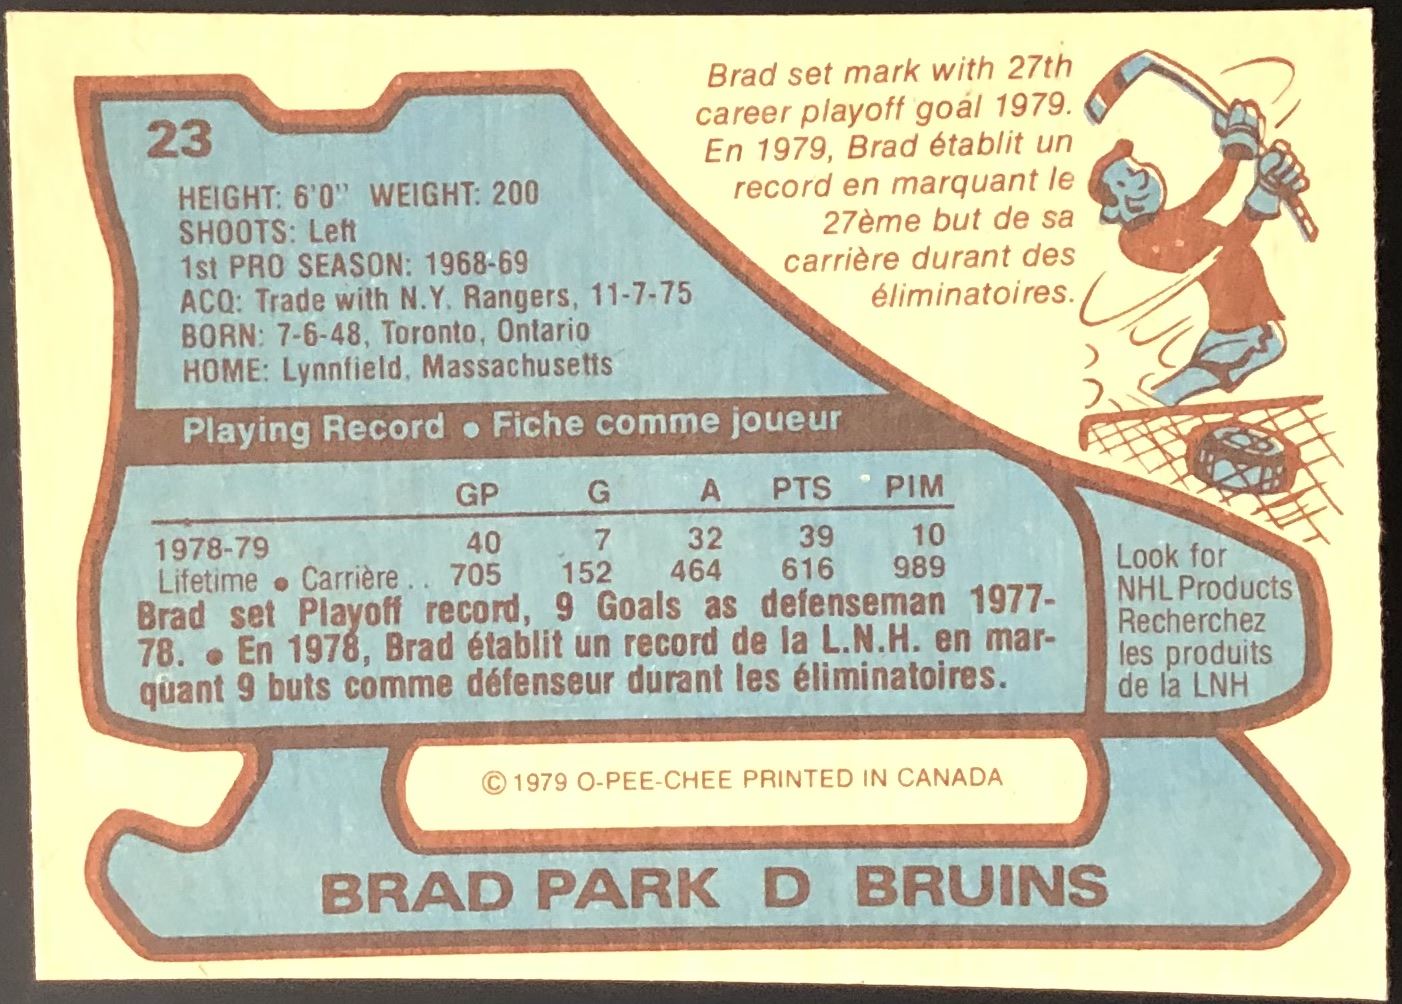 23
HEIGHT: 6'0" WEIGHT: 200
SHOOTS: Left
1st PRO SEASON: 1968-69
ACQ: Trade with N.Y. Rangers, 11-7-75
BORN: 7-6-48, Toronto, Ontario
HOME: Lynnfield, Massachusetts
Brad set mark with 27th
career playoff goal 1979.
En 1979, Brad établit un
record en marquant le
27ème but de sa
carrière durant des
éliminatoires.
Playing Record • Fiche comme joueur
GP G A PTS PIM
1978-79 40 7 32 39 10
Lifetime • Carrière .. 705 152 464 616 989
Brad set Playoff record, 9 Goals as defenseman 1977-
78. • En 1978, Brad établit un record de la L.N.H. en mar-
quant 9 buts comme défenseur durant les éliminatoires.
Look for
NHL Products
Recherchez
les produits
de la LNH
© 1979 O-PEE-CHEE PRINTED IN CANADA
BRAD PARK D BRUINS